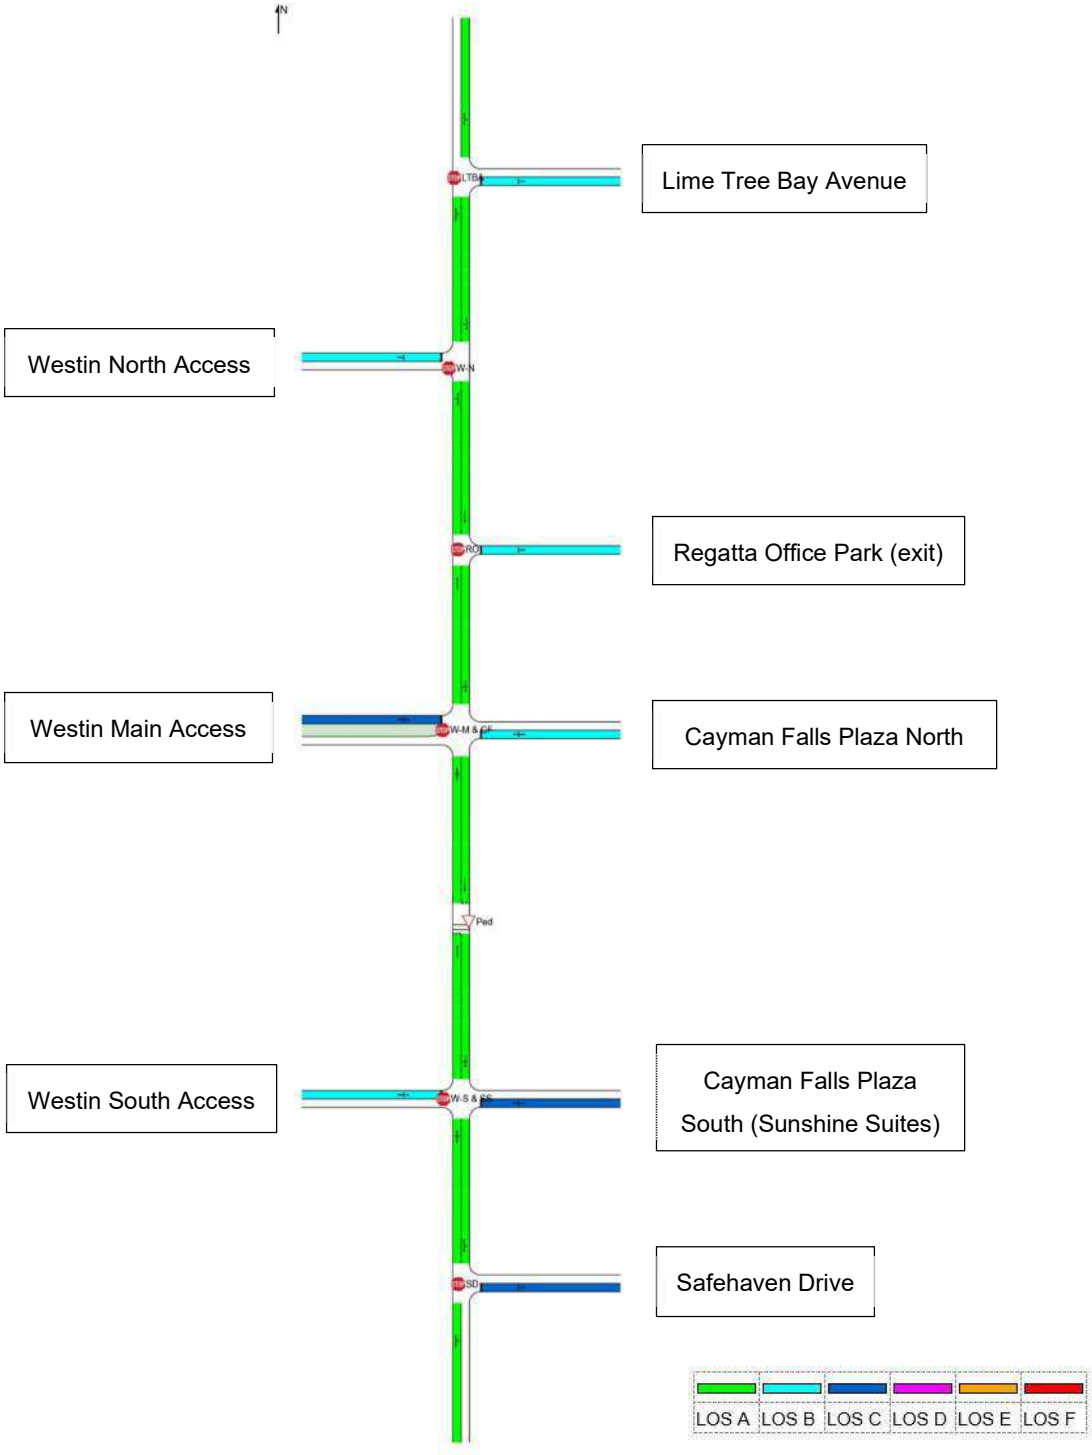 N
LTBA
Lime Tree Bay Avenue
Westin North Access
W-N
Regatta Office Park (exit)
Westin Main Access
W-M & CF
Cayman Falls Plaza North
Ped
Cayman Falls Plaza
South (Sunshine Suites)
Westin South Access
W-S & SS
Safehaven Drive
SD
LOS A LOS B LOS C LOS D LOS E LOS F